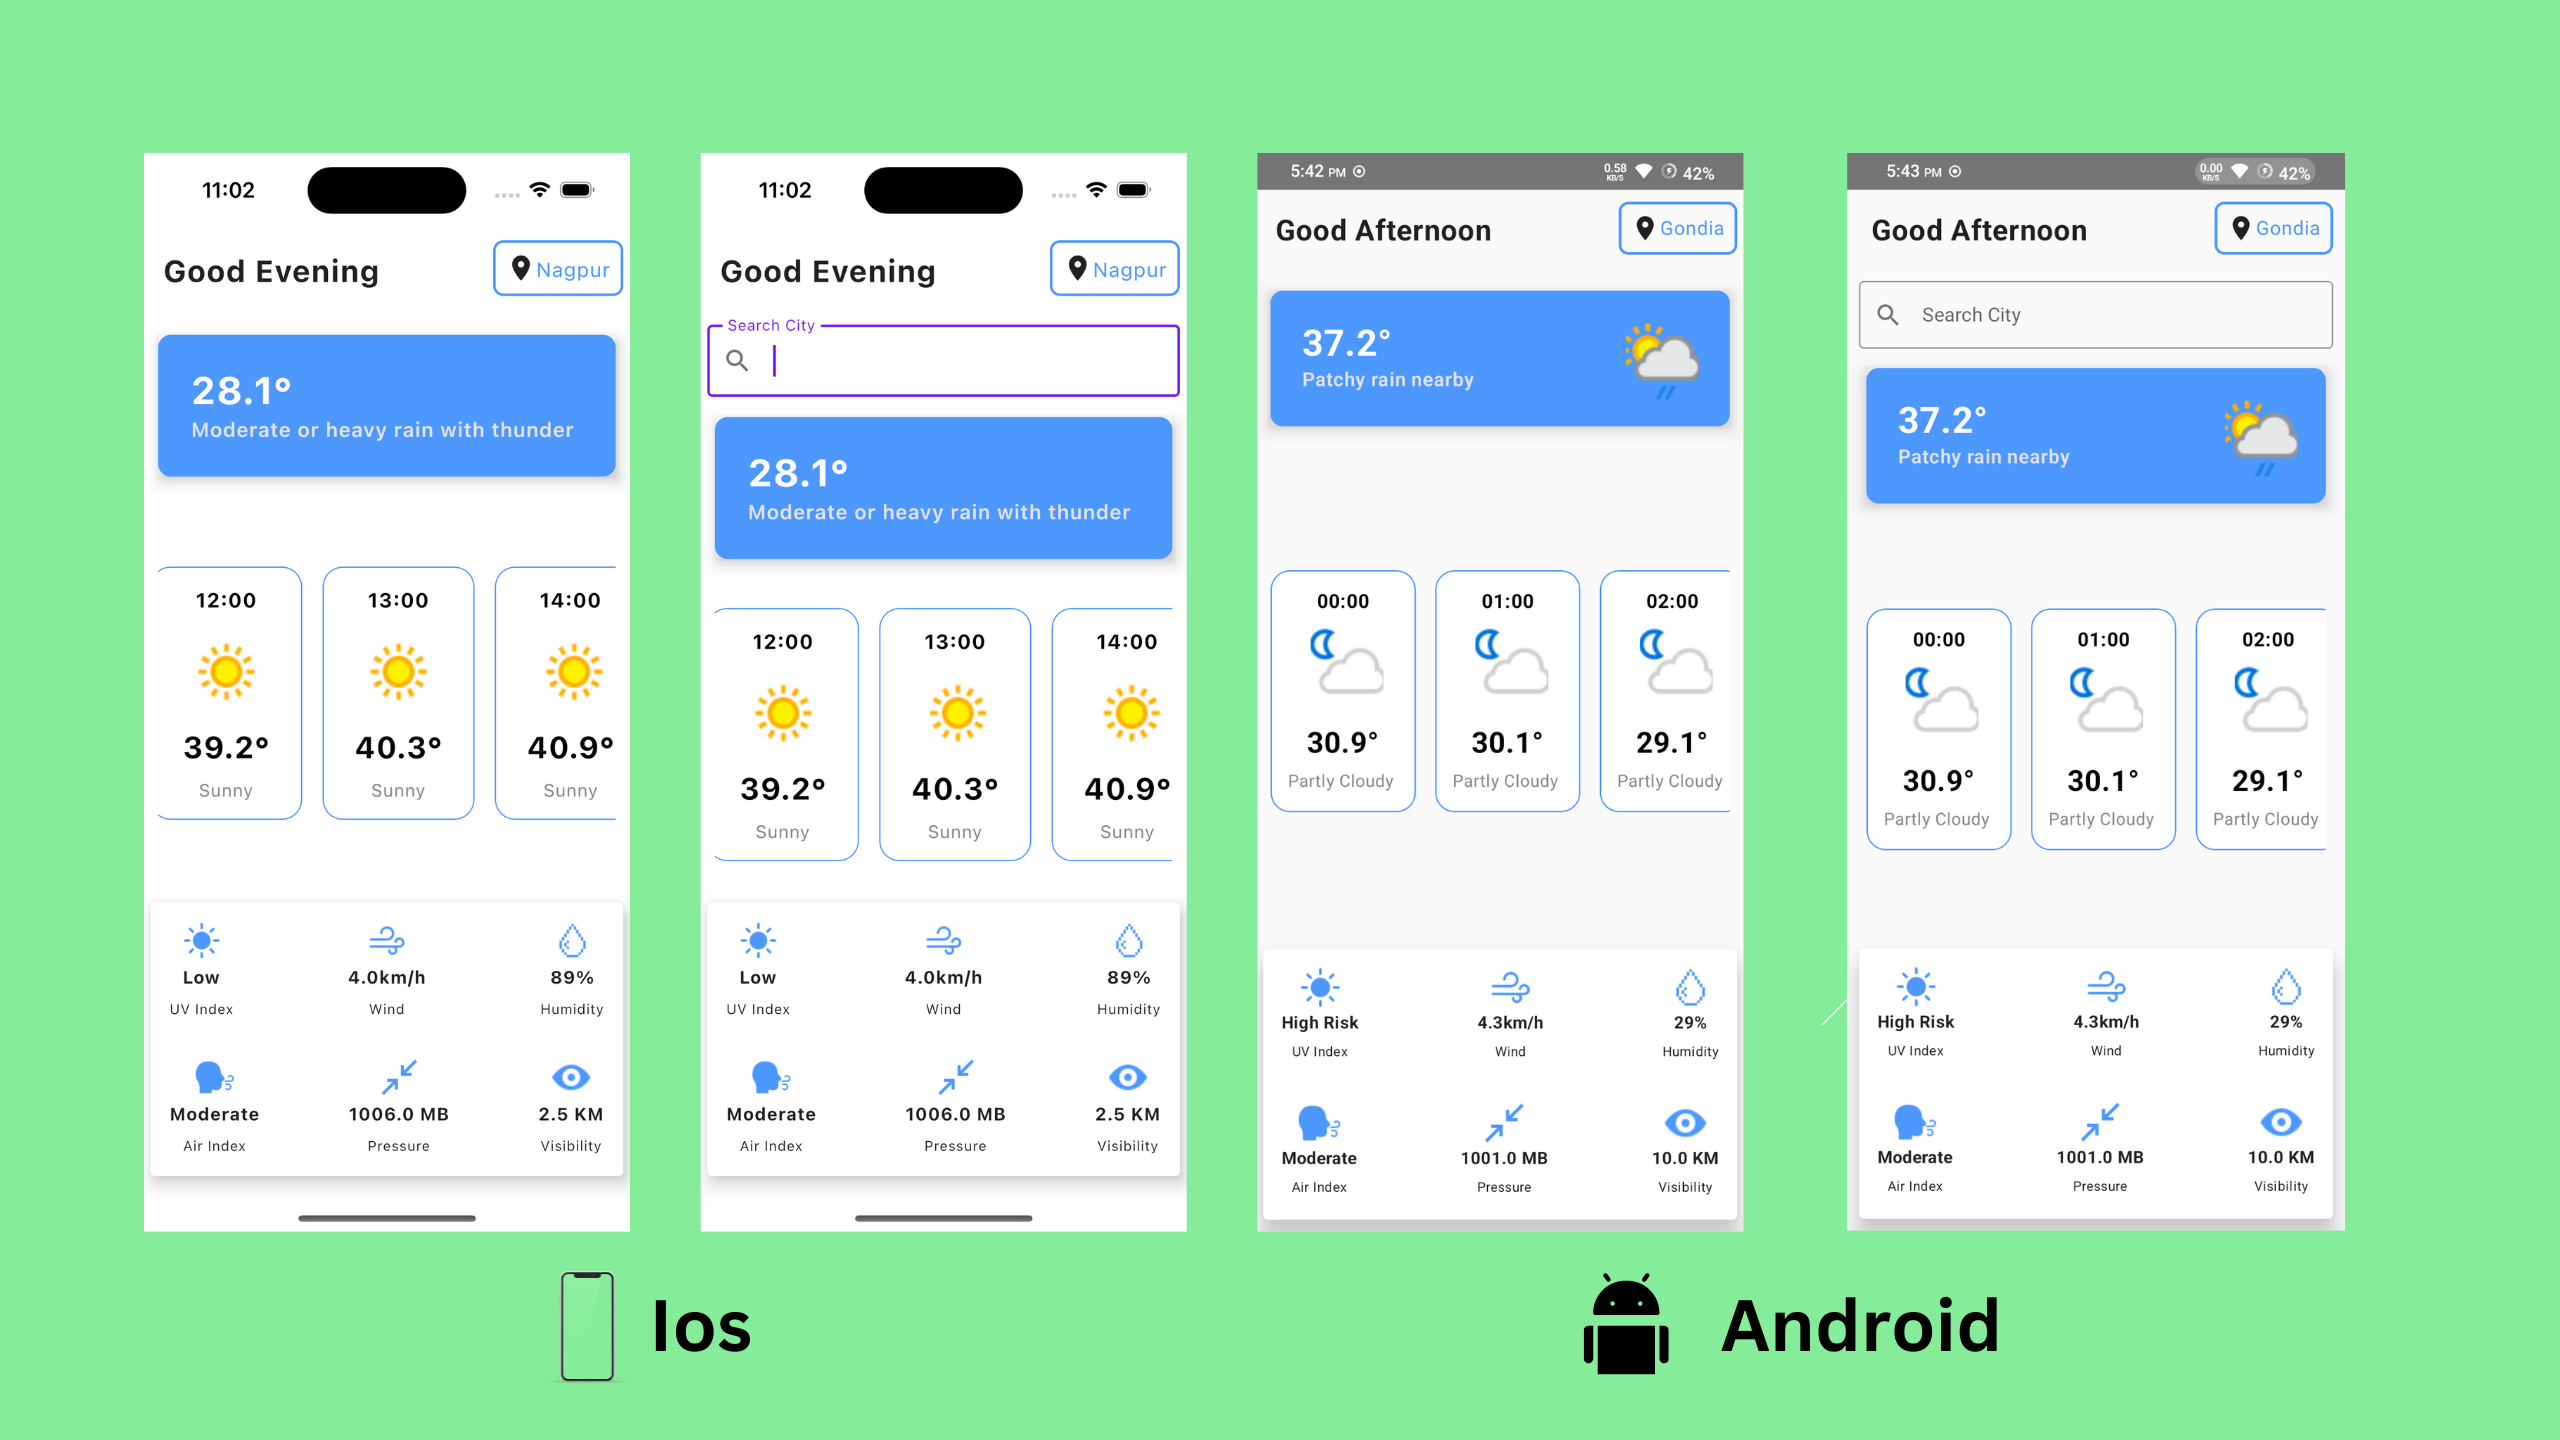 11:02
Good Evening
Nagpur
28.1°
Moderate or heavy rain with thunder
12:00
13:00
14:00
39.2°
40.3°
40.9°
Sunny
Sunny
Sunny
Low
4.0km/h
89%
UV Index
Wind
Humidity
Moderate
1006.0 MB
2.5 KM
Air Index
Pressure
Visibility
11:02
Good Evening
Nagpur
Search City
28.1°
Moderate or heavy rain with thunder
12:00
13:00
14:00
39.2°
40.3°
40.9°
Sunny
Sunny
Sunny
Low
4.0km/h
89%
UV Index
Wind
Humidity
Moderate
1006.0 MB
2.5 KM
Air Index
Pressure
Visibility
5:42 PM
0.58 KB/S
42%
Good Afternoon
Gondia
37.2°
Patchy rain nearby
00:00
01:00
02:00
30.9°
30.1°
29.1°
Partly Cloudy
Partly Cloudy
Partly Cloudy
High Risk
4.3km/h
29%
UV Index
Wind
Humidity
Moderate
1001.0 MB
10.0 KM
Air Index
Pressure
Visibility
5:43 PM
0.00 KB/S
42%
Good Afternoon
Gondia
Search City
37.2°
Patchy rain nearby
00:00
01:00
02:00
30.9°
30.1°
29.1°
Partly Cloudy
Partly Cloudy
Partly Cloudy
High Risk
4.3km/h
29%
UV Index
Wind
Humidity
Moderate
1001.0 MB
10.0 KM
Air Index
Pressure
Visibility
Ios
Android